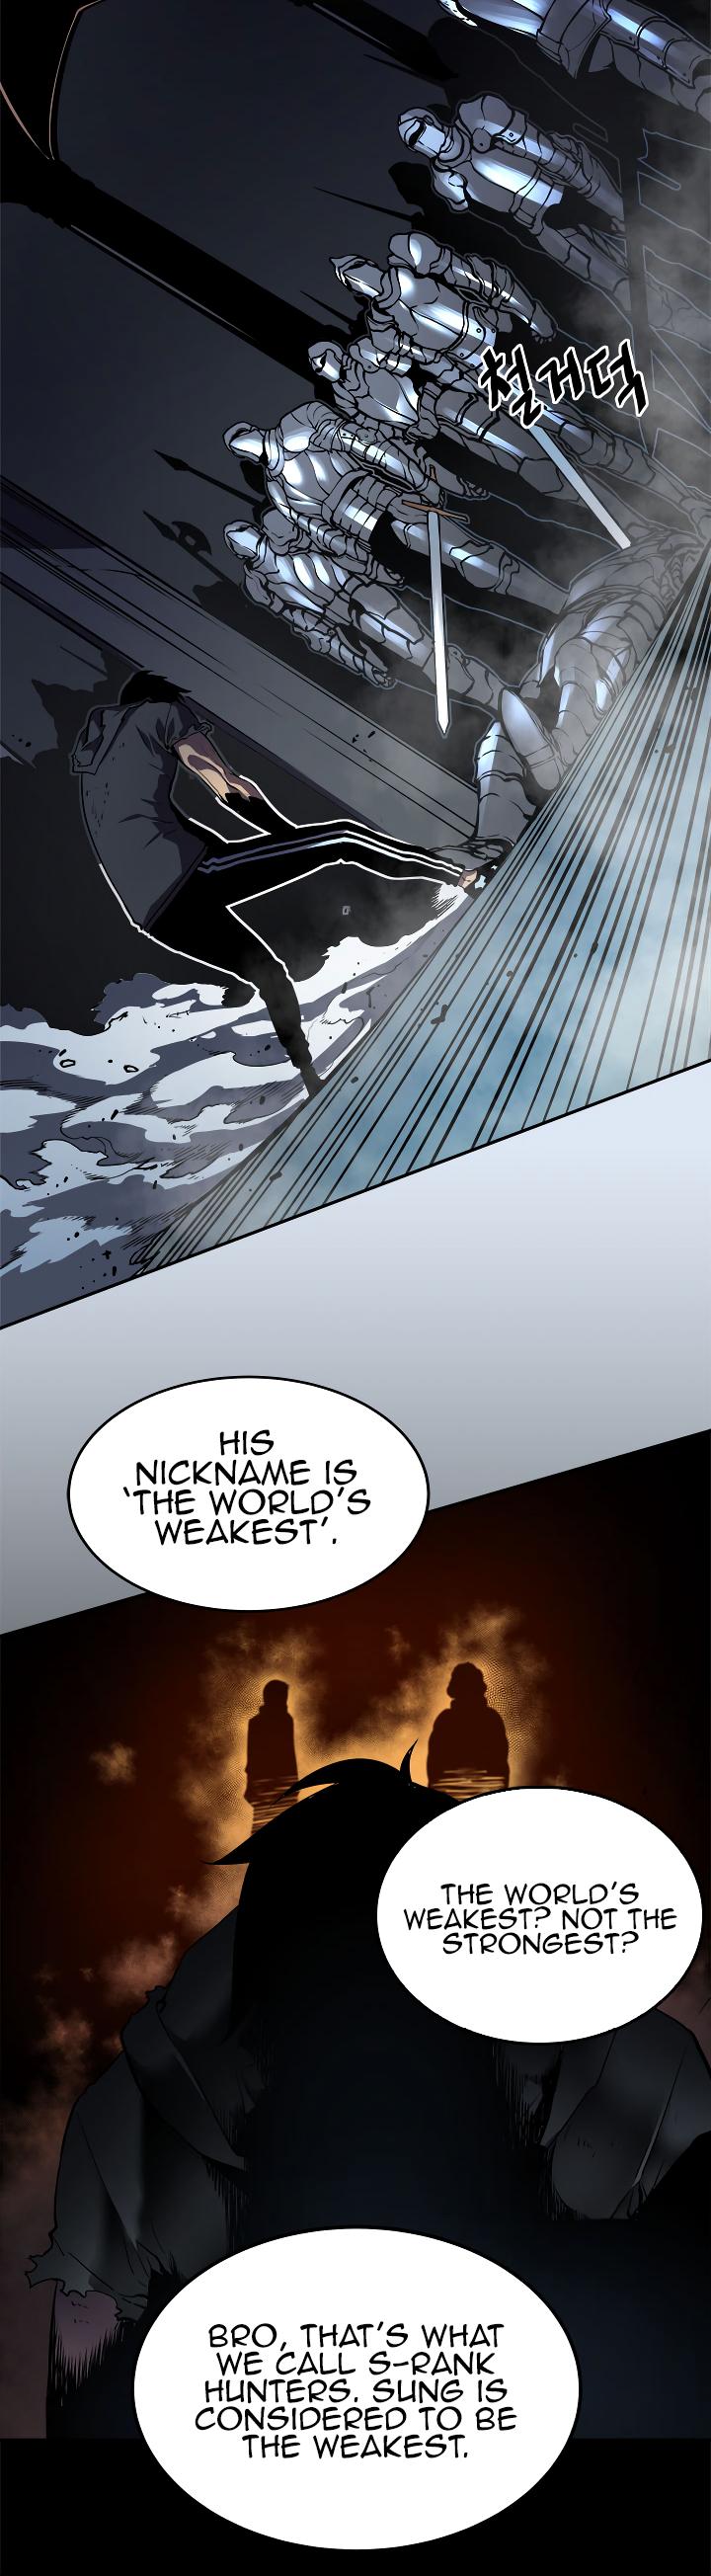 철거덕
HIS
NICKNAME IS
'THE WORLD'S
WEAKEST'.
THE WORLD'S
WEAKEST? NOT THE
STRONGEST?
BRO, THAT'S WHAT
WE CALL S-RANK
HUNTERS. SUNG IS
CONSIDERED TO BE
THE WEAKEST.